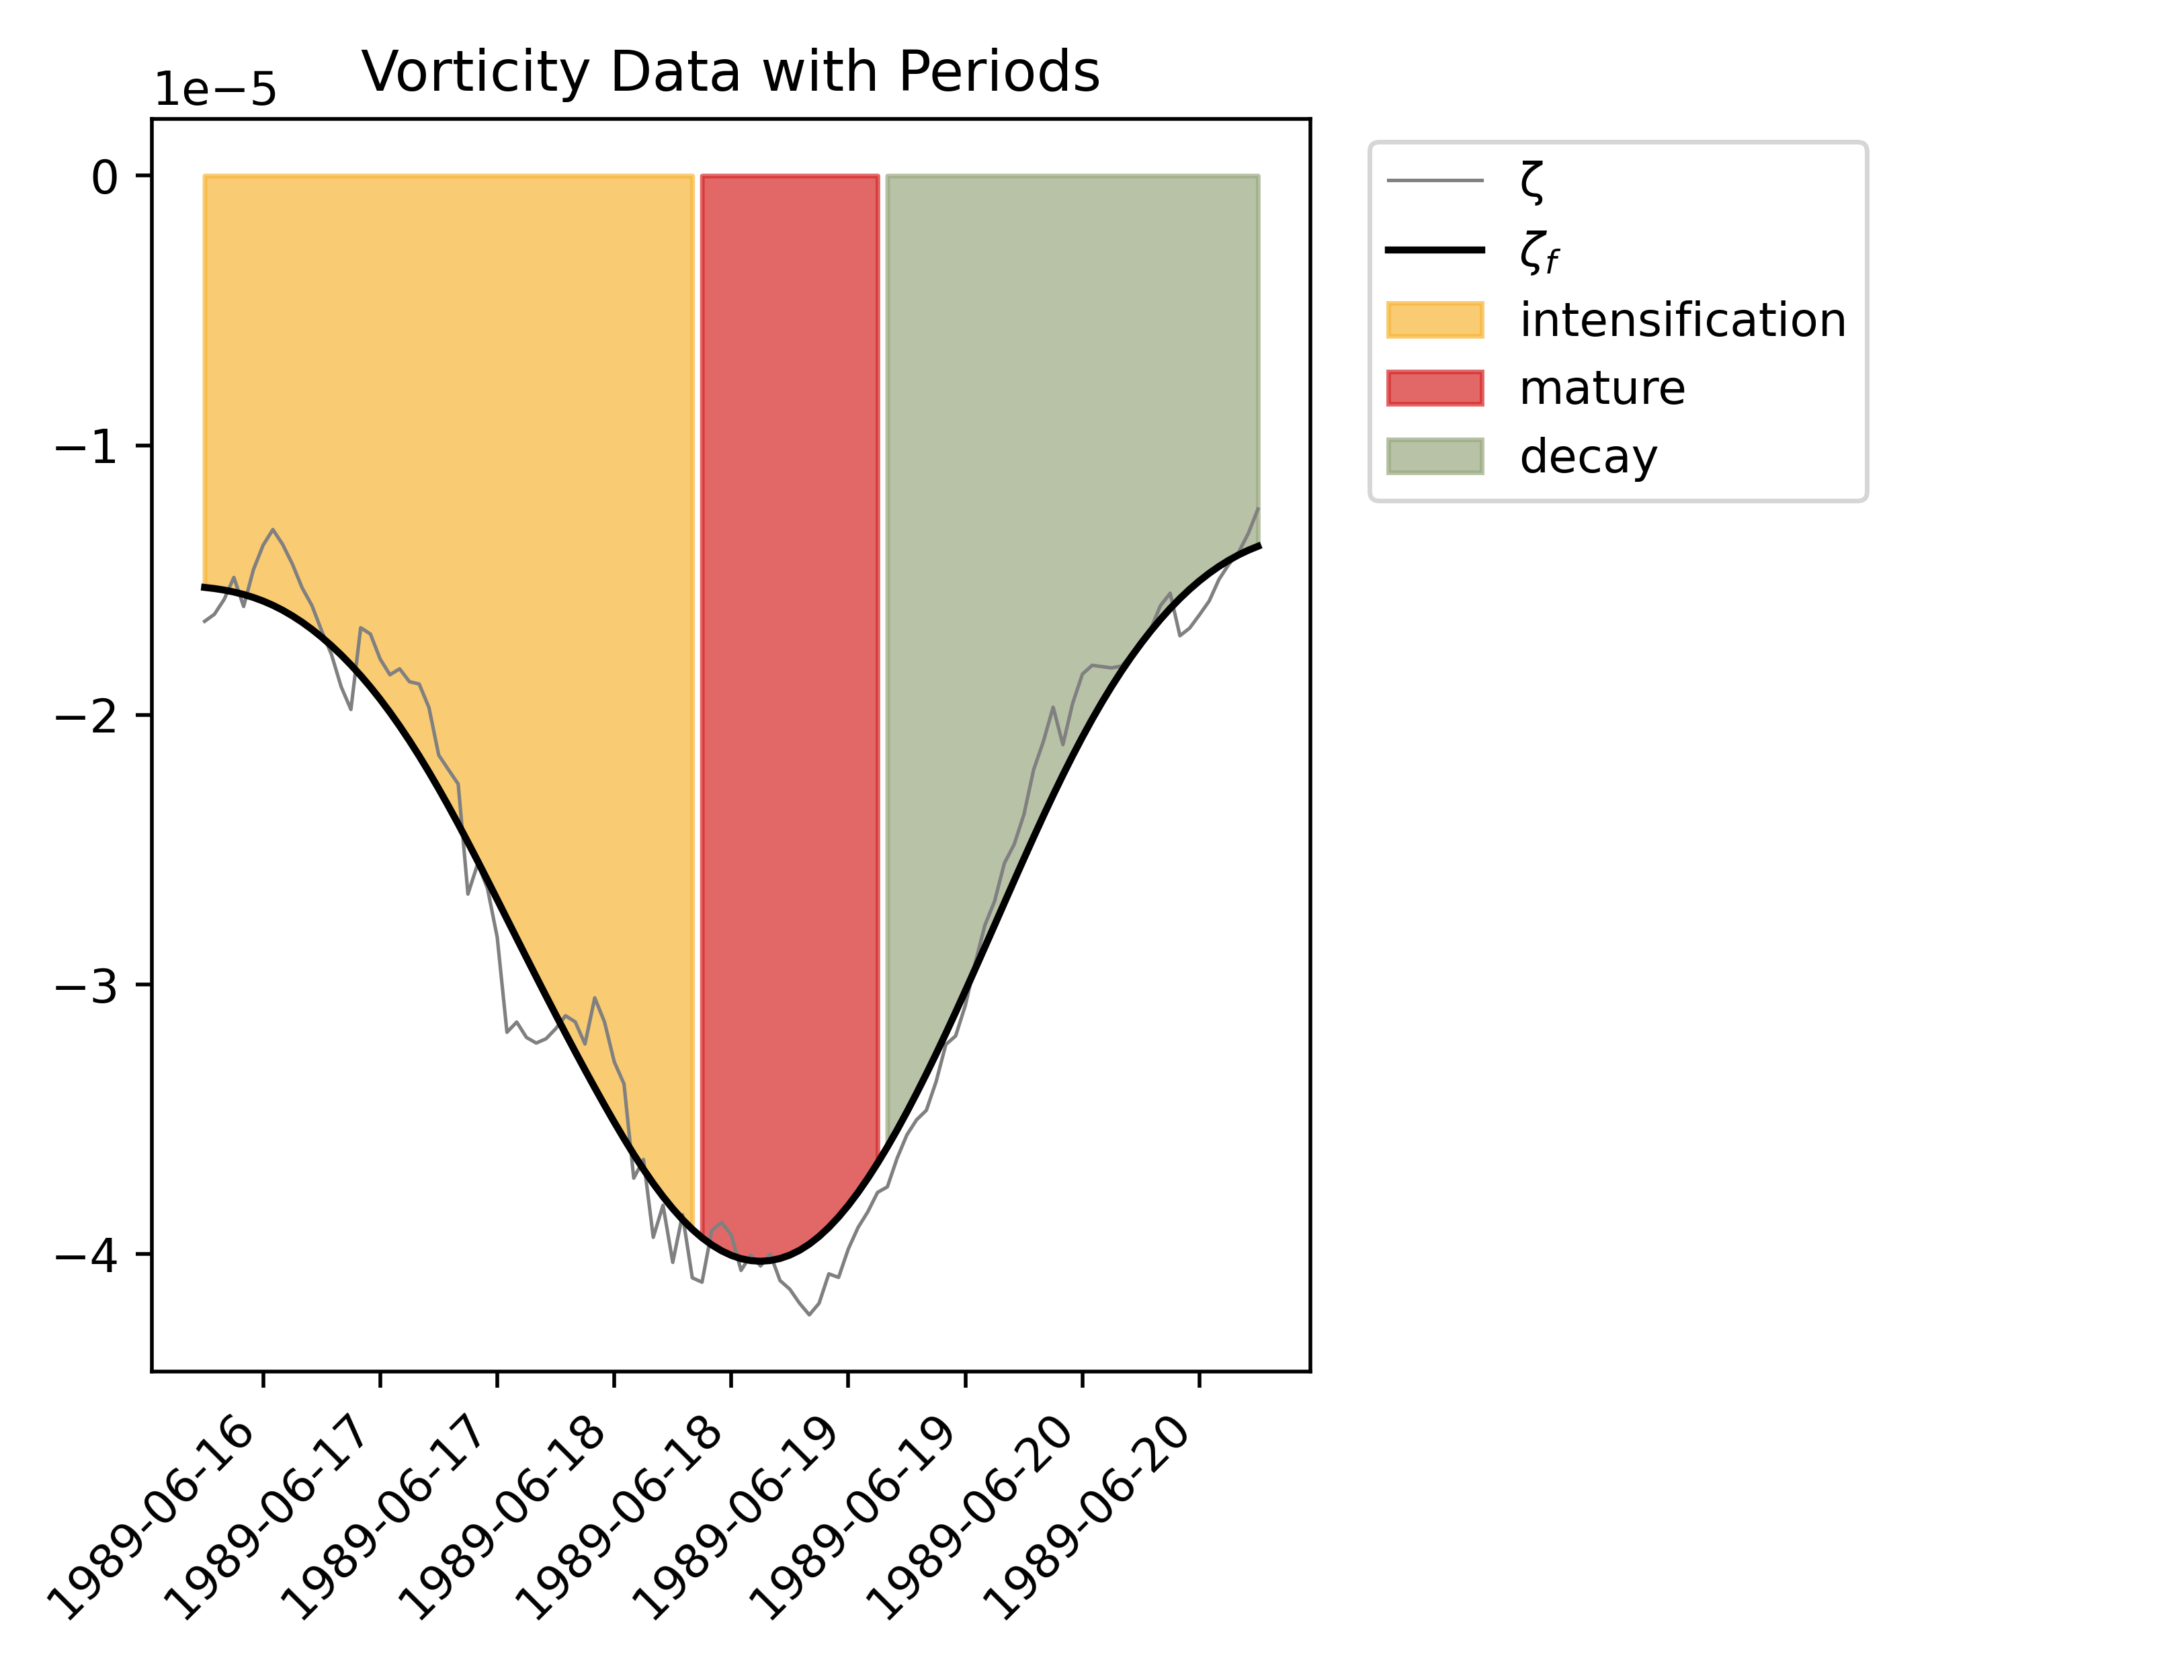 Vorticity Data with Periods
1e−5
0
−1
−2
−3
−4
1989-06-16
1989-06-17
1989-06-17
1989-06-18
1989-06-18
1989-06-19
1989-06-19
1989-06-20
1989-06-20
ζ
ζf
intensification
mature
decay